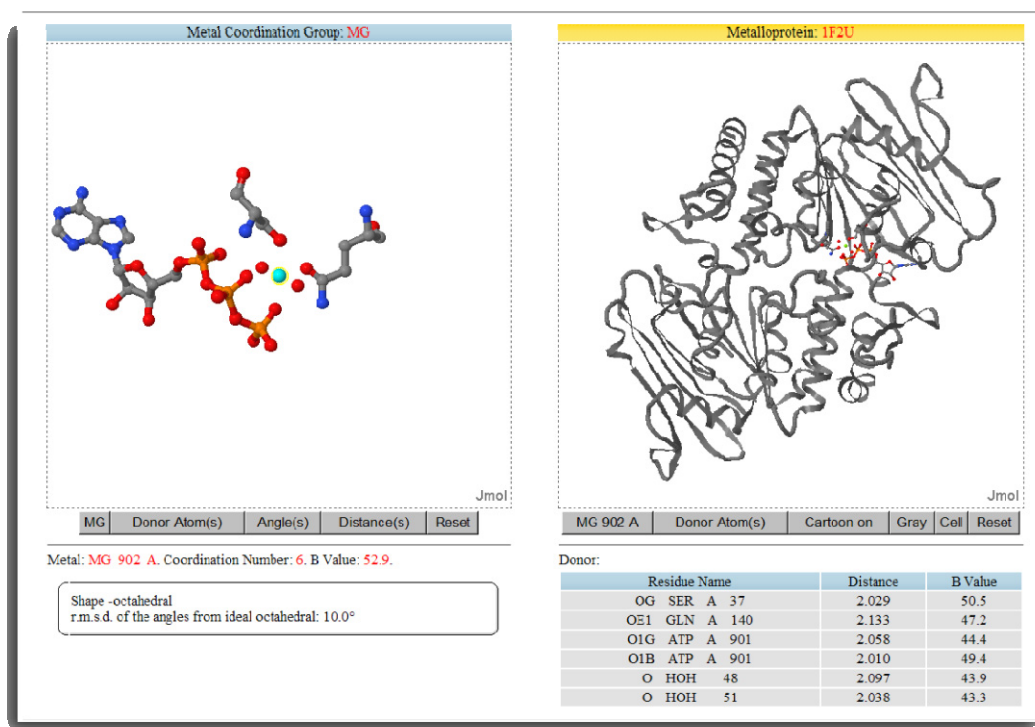 Metal Coordination Group: MG
Jmol
MG Donor Atom(s) Angle(s) Distance(s) Reset
Metal: MG 902 A. Coordination Number: 6. B Value: 52.9.
Shape -octahedral
r.m.s.d. of the angles from ideal octahedral: 10.0°
Metalloprotein: 1F2U
Jmol
MG 902 A Donor Atom(s) Cartoon on Gray Cell Reset
Donor:
Residue Name Distance B Value
OG SER A 37 2.029 50.5
OE1 GLN A 140 2.133 47.2
O1G ATP A 901 2.058 44.4
O1B ATP A 901 2.010 49.4
O HOH 48 2.097 43.9
O HOH 51 2.038 43.3